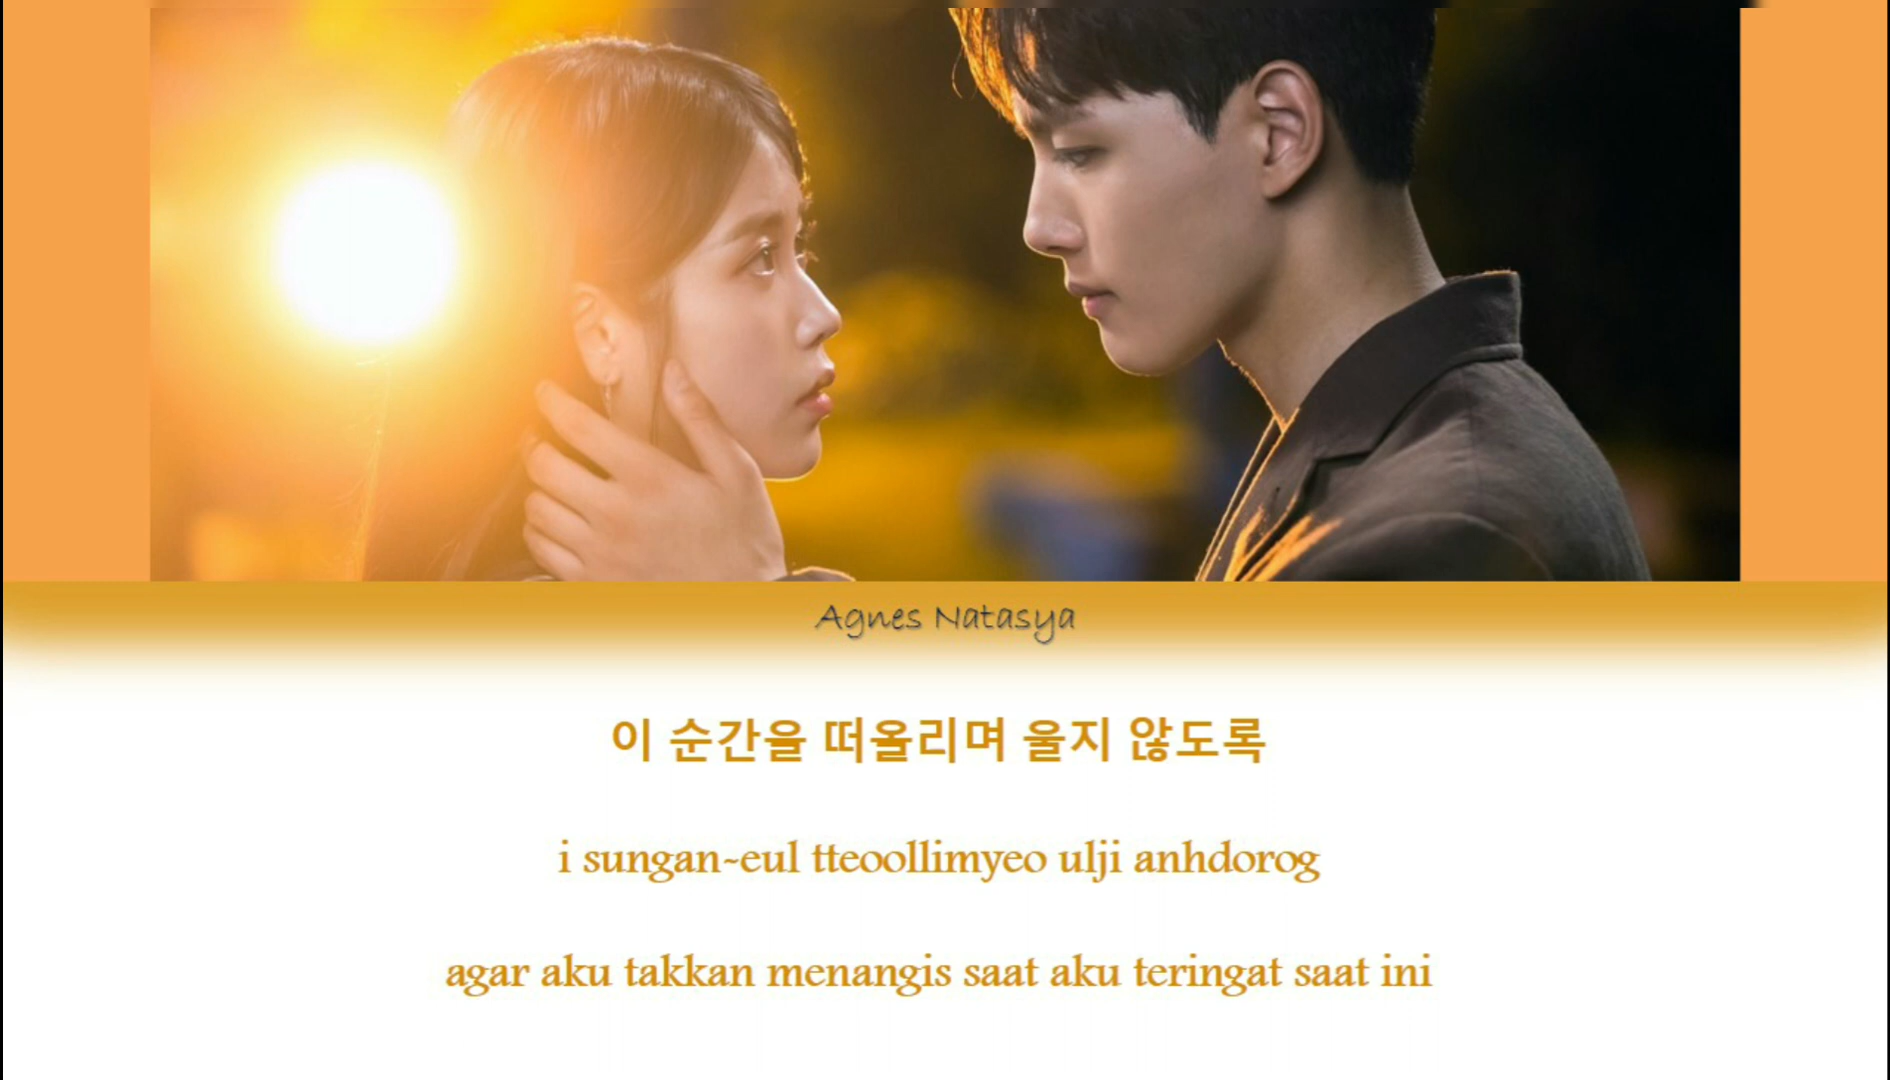 Agnes Natasya
이 순간을 떠올리며 울지 않도록
i sungan-eul tteoollimyeo ulji anhdorog
agar aku takkan menangis saat aku teringat saat ini